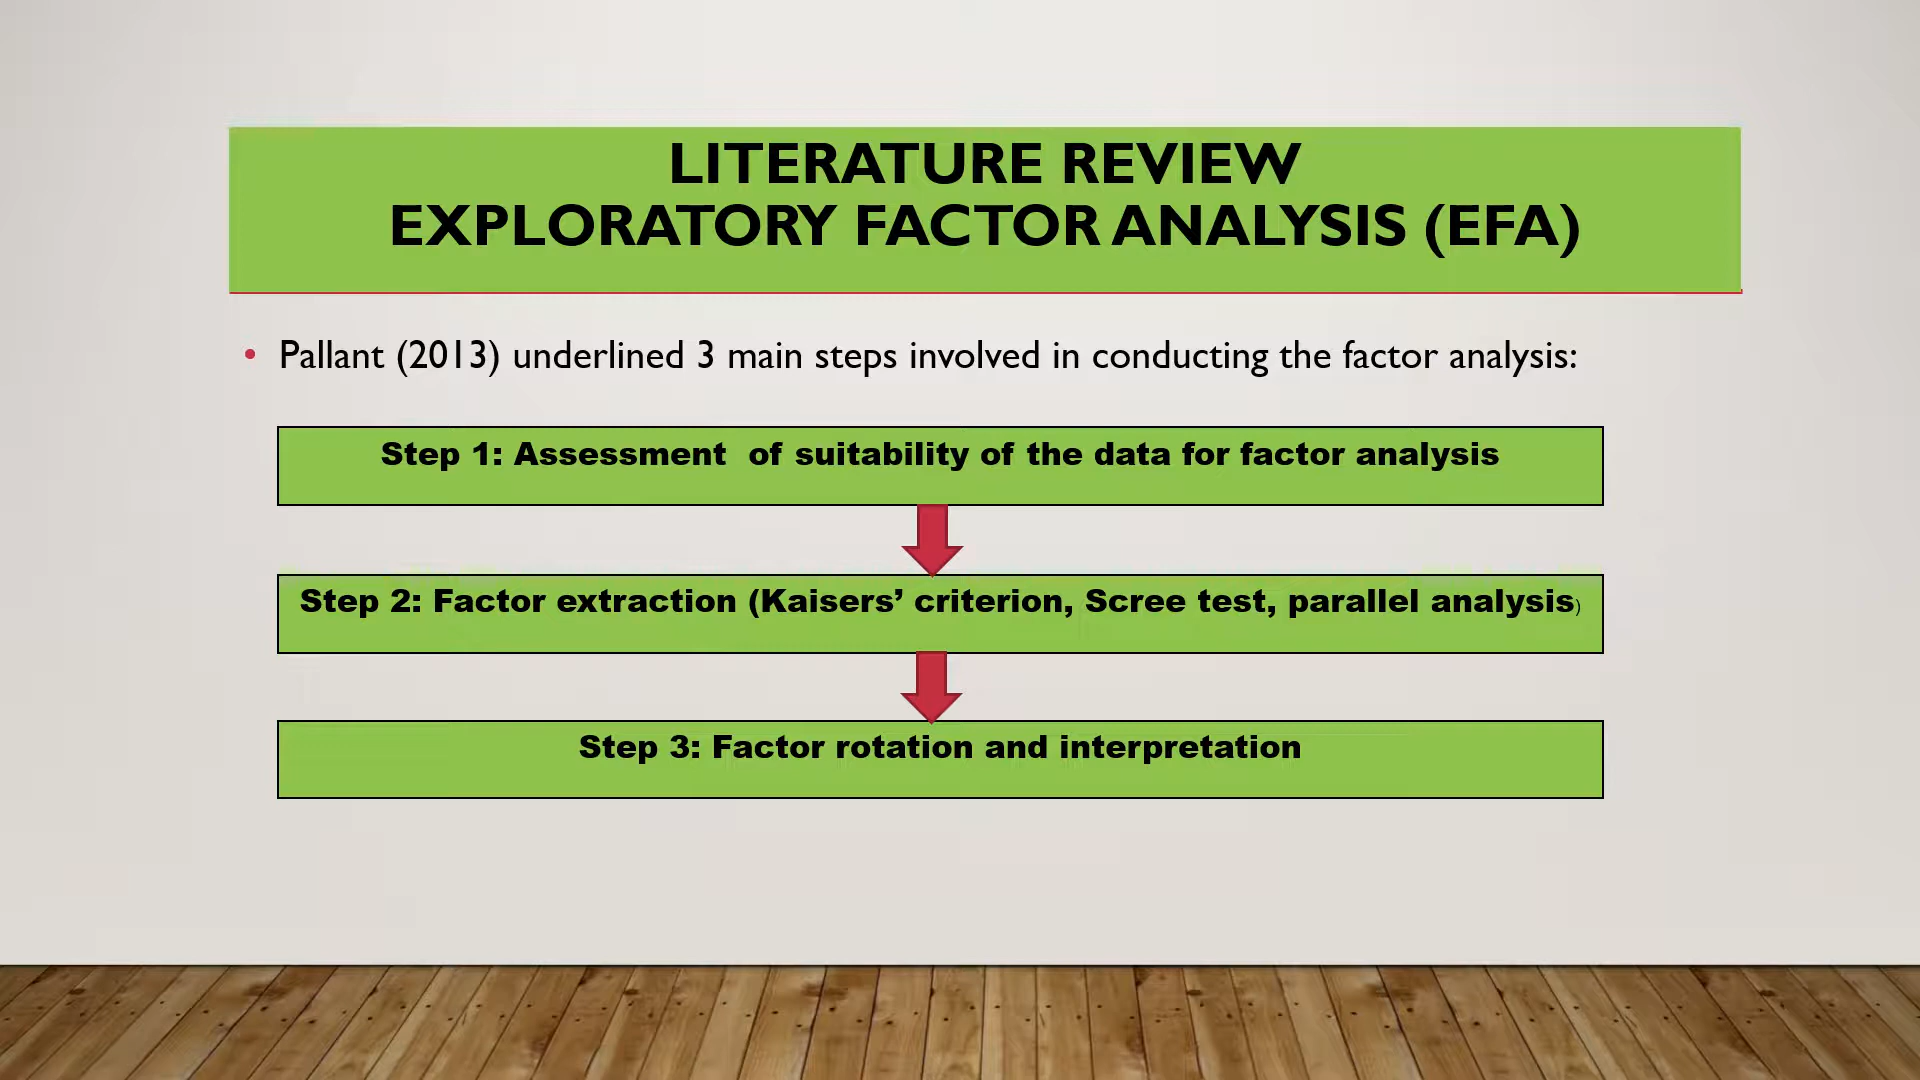 LITERATURE REVIEW
EXPLORATORY FACTOR ANALYSIS (EFA)
• Pallant (2013) underlined 3 main steps involved in conducting the factor analysis:
Step 1: Assessment  of suitability of the data for factor analysis
Step 2: Factor extraction (Kaisers’ criterion, Scree test, parallel analysis)
Step 3: Factor rotation and interpretation